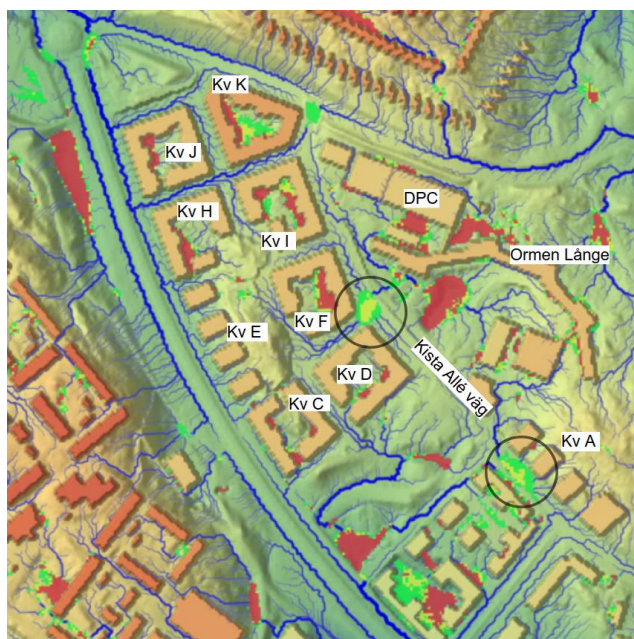 Kv K
Kv J
DPC
Kv H
Kv I
Ormen Långe
Kv F
Kv E
Kista Allé väg
Kv D
Kv C
Kv A